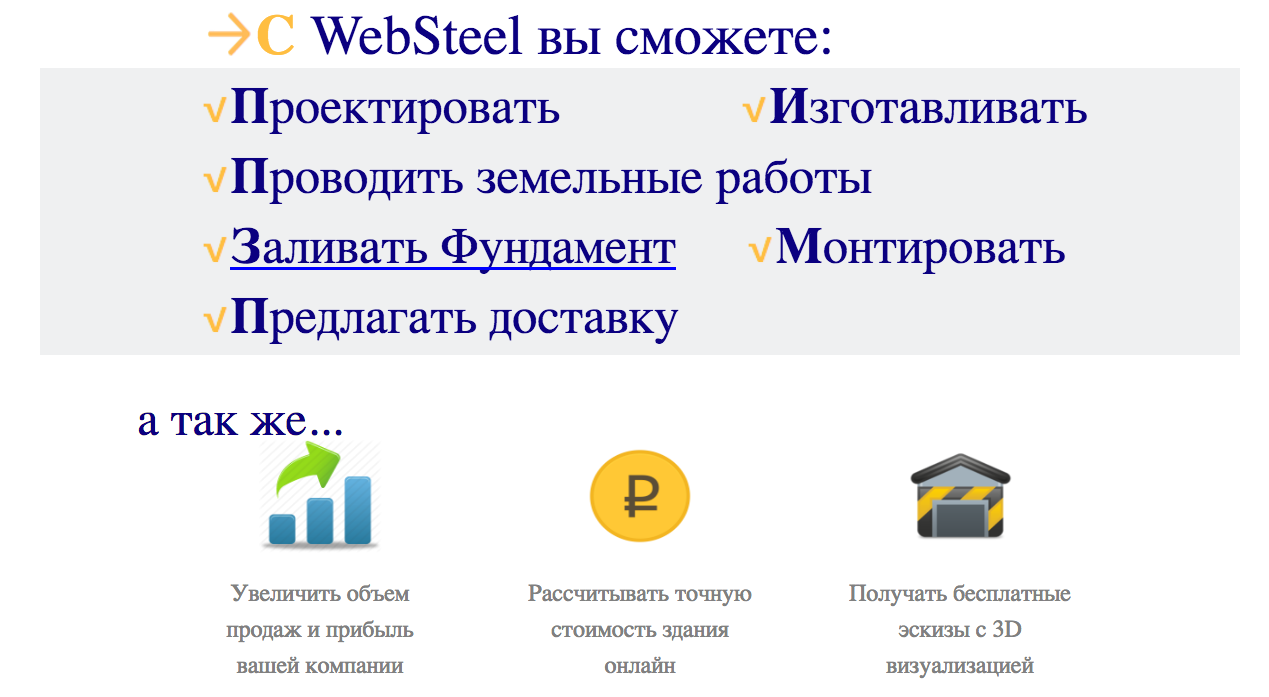 С WebSteel вы сможете:
√Проектировать √Изготавливать
√Проводить земельные работы
√Заливать Фундамент √Монтировать
√Предлагать доставку
а так же...
₽
Увеличить объем
продаж и прибыль
вашей компании
Рассчитывать точную
стоимость здания
онлайн
Получать бесплатные
эскизы с 3D
визуализацией